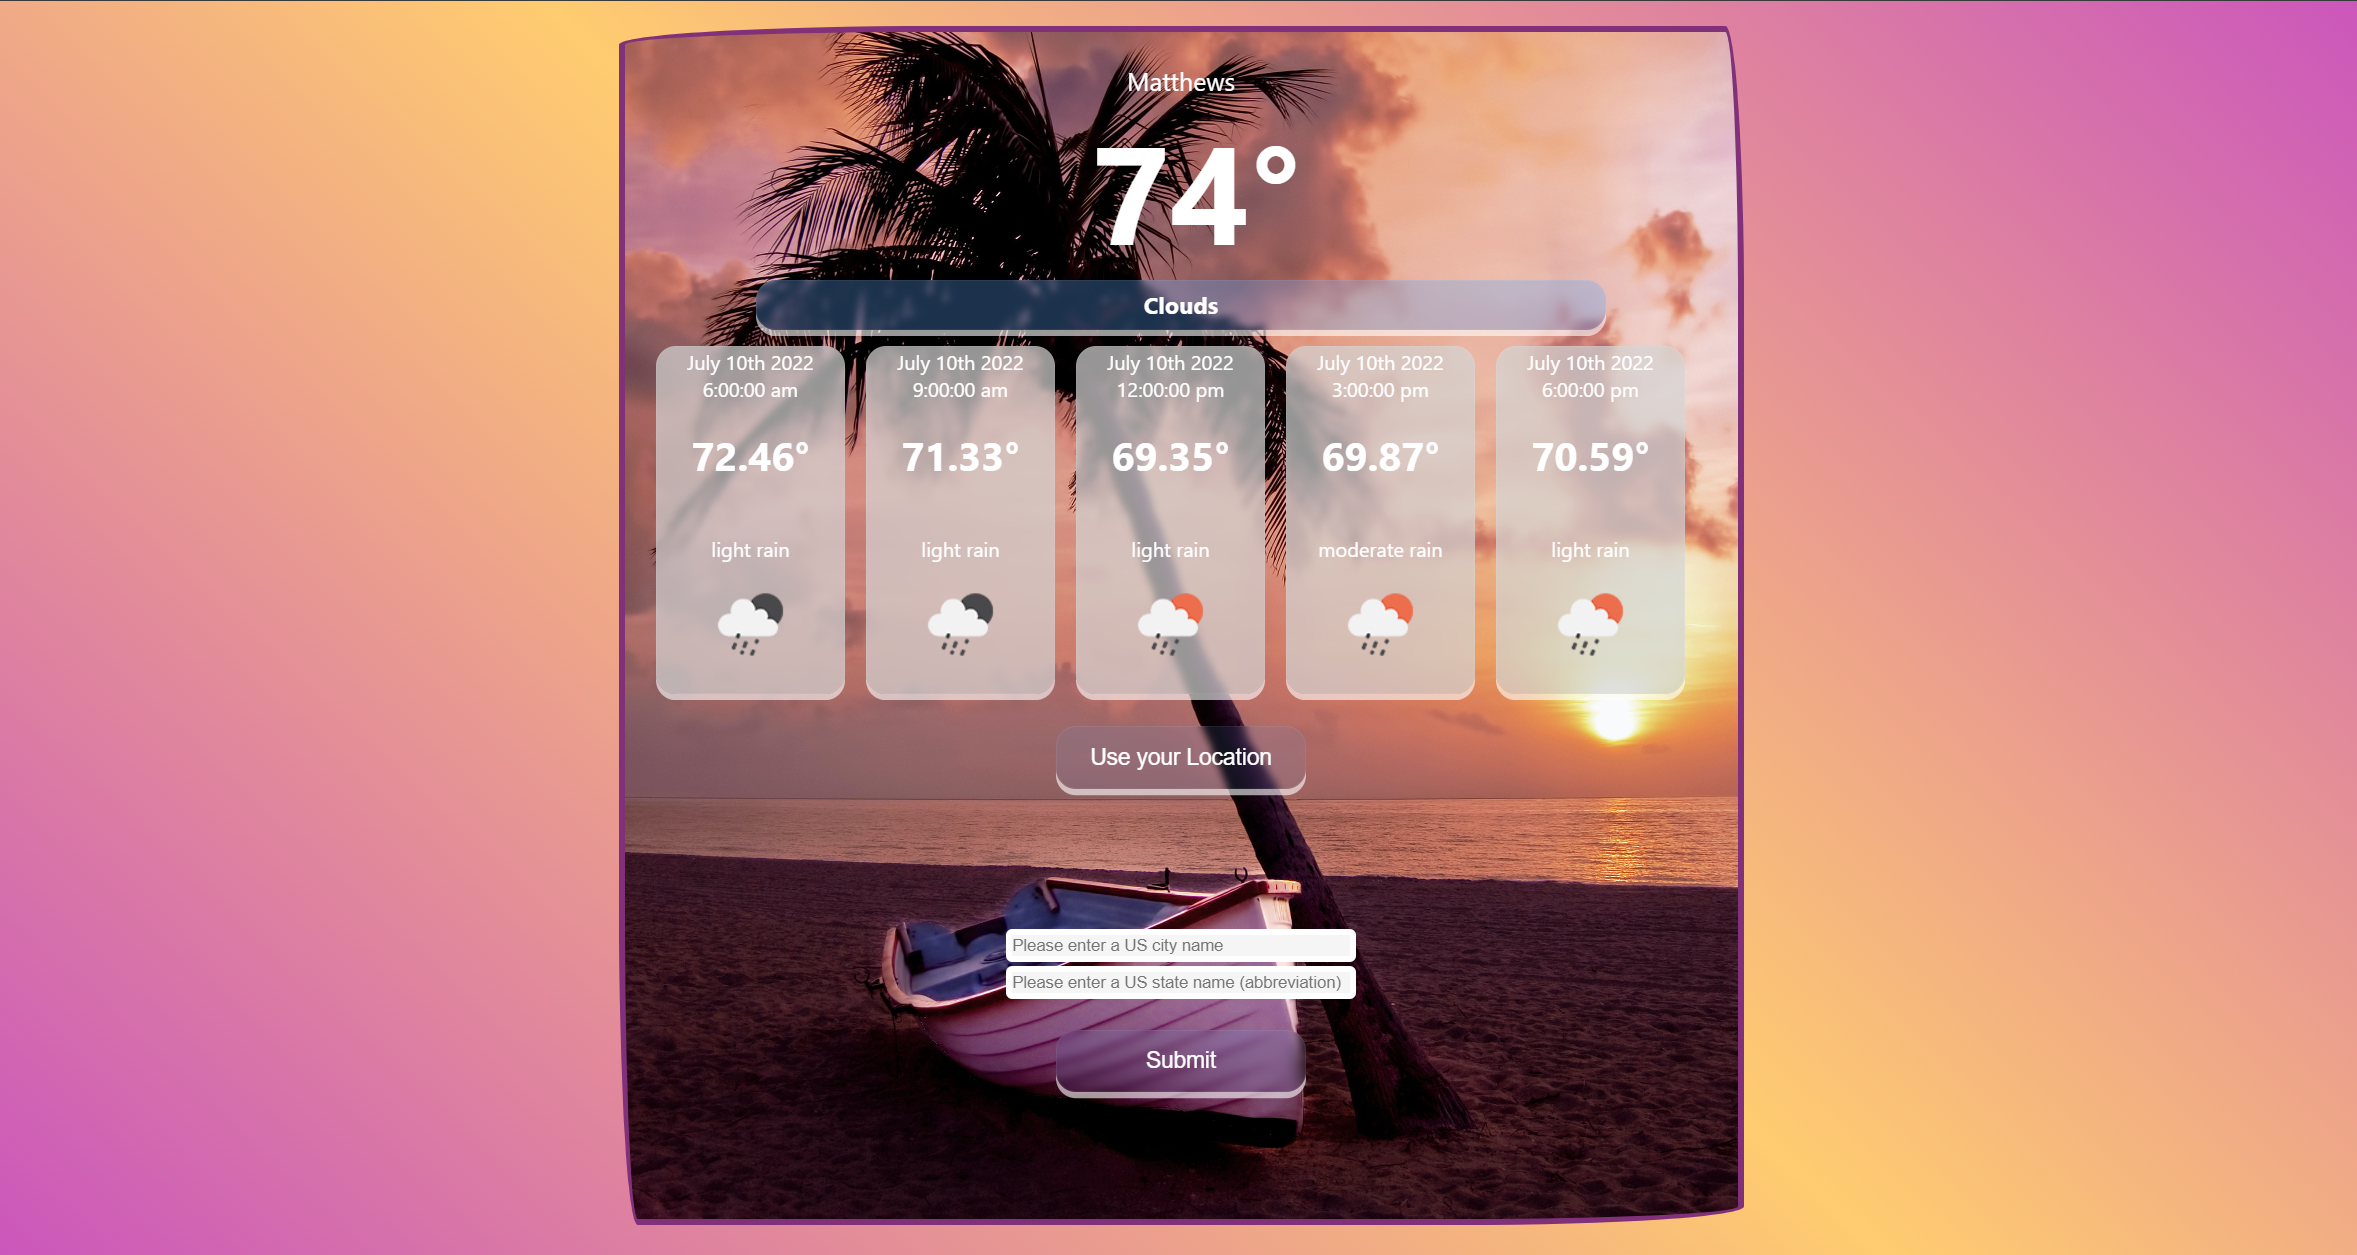 Matthews
74°
Clouds
July 10th 2022
6:00:00 am
72.46°
light rain
July 10th 2022
9:00:00 am
71.33°
light rain
July 10th 2022
12:00:00 pm
69.35°
light rain
July 10th 2022
3:00:00 pm
69.87°
moderate rain
July 10th 2022
6:00:00 pm
70.59°
light rain
Use your Location
Please enter a US city name
Please enter a US state name (abbreviation)
Submit